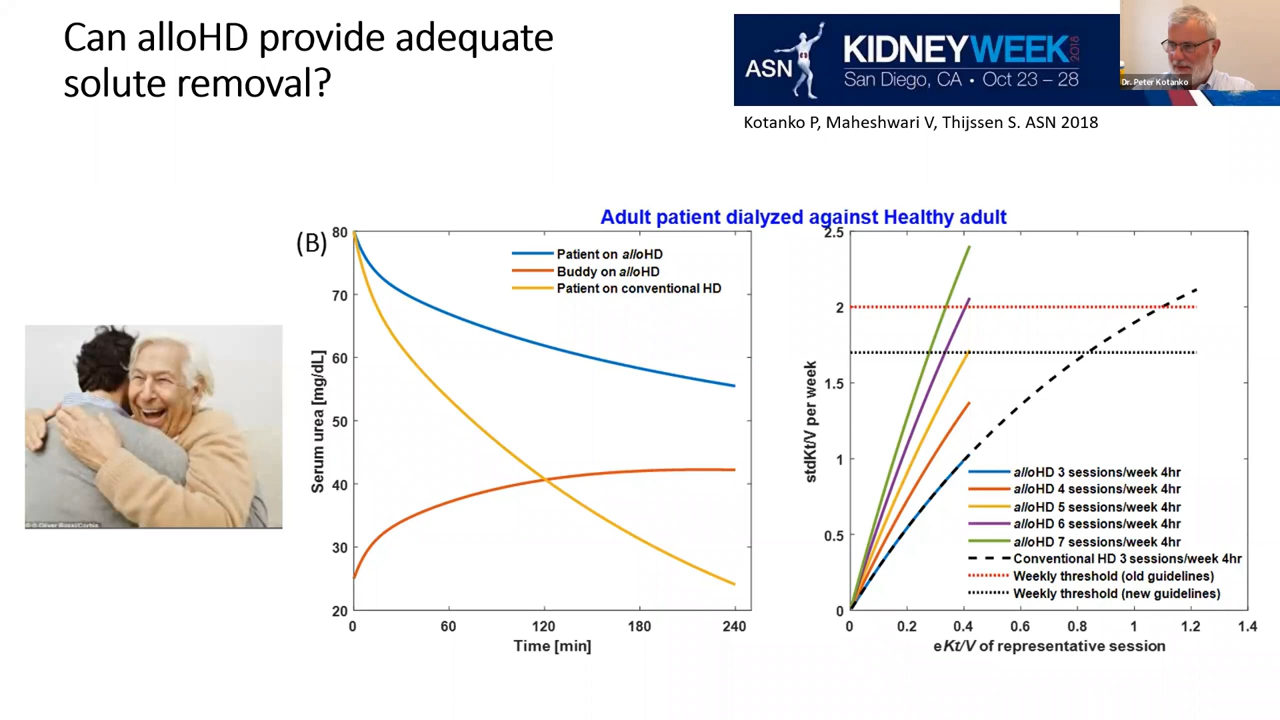 Can alloHD provide adequate
solute removal?
ASN
KIDNEYWEEK 2018
San Diego, CA • Oct 23 – 28
Dr. Peter Kotanko
Kotanko P, Maheshwari V, Thijssen S. ASN 2018
Adult patient dialyzed against Healthy adult
(B)
Serum urea [mg/dL]
80
70
60
50
40
30
20
0
60
120
180
240
Time [min]
Patient on alloHD
Buddy on alloHD
Patient on conventional HD
stdKt/V per week
2.5
2
1.5
1
0.5
0
0
0.2
0.4
0.6
0.8
1
1.2
1.4
eKt/V of representative session
alloHD 3 sessions/week 4hr
alloHD 4 sessions/week 4hr
alloHD 5 sessions/week 4hr
alloHD 6 sessions/week 4hr
alloHD 7 sessions/week 4hr
Conventional HD 3 sessions/week 4hr
Weekly threshold (old guidelines)
Weekly threshold (new guidelines)